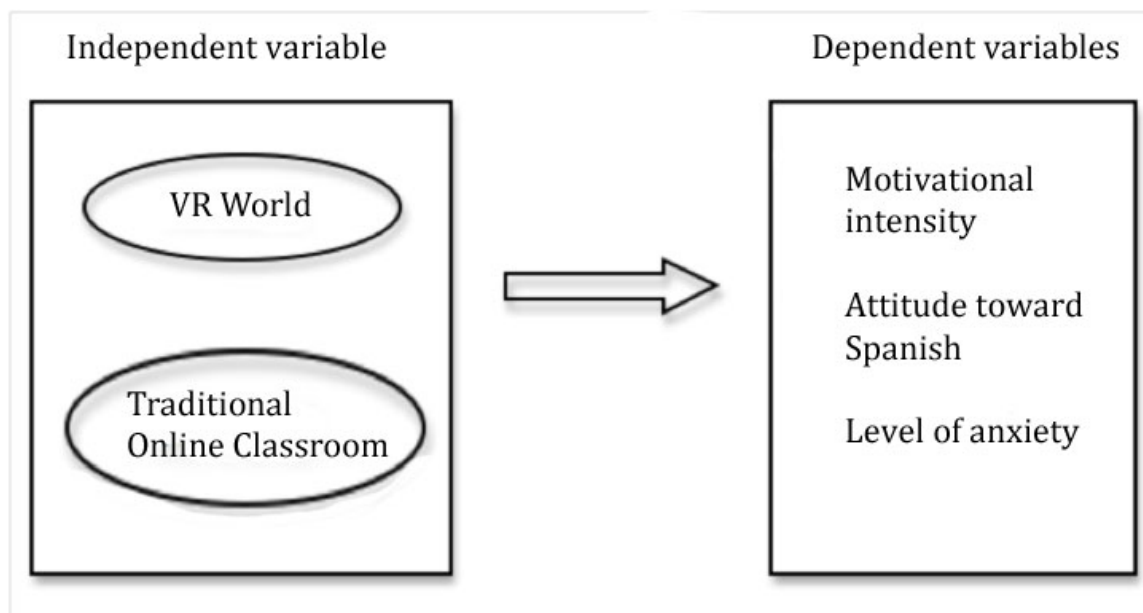 Independent variable
VR World
Traditional
Online Classroom
Dependent variables
Motivational
intensity
Attitude toward
Spanish
Level of anxiety